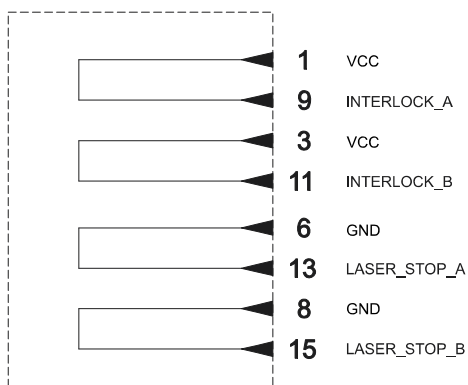 1 VCC
9 INTERLOCK_A
3 VCC
11 INTERLOCK_B
6 GND
13 LASER_STOP_A
8 GND
15 LASER_STOP_B